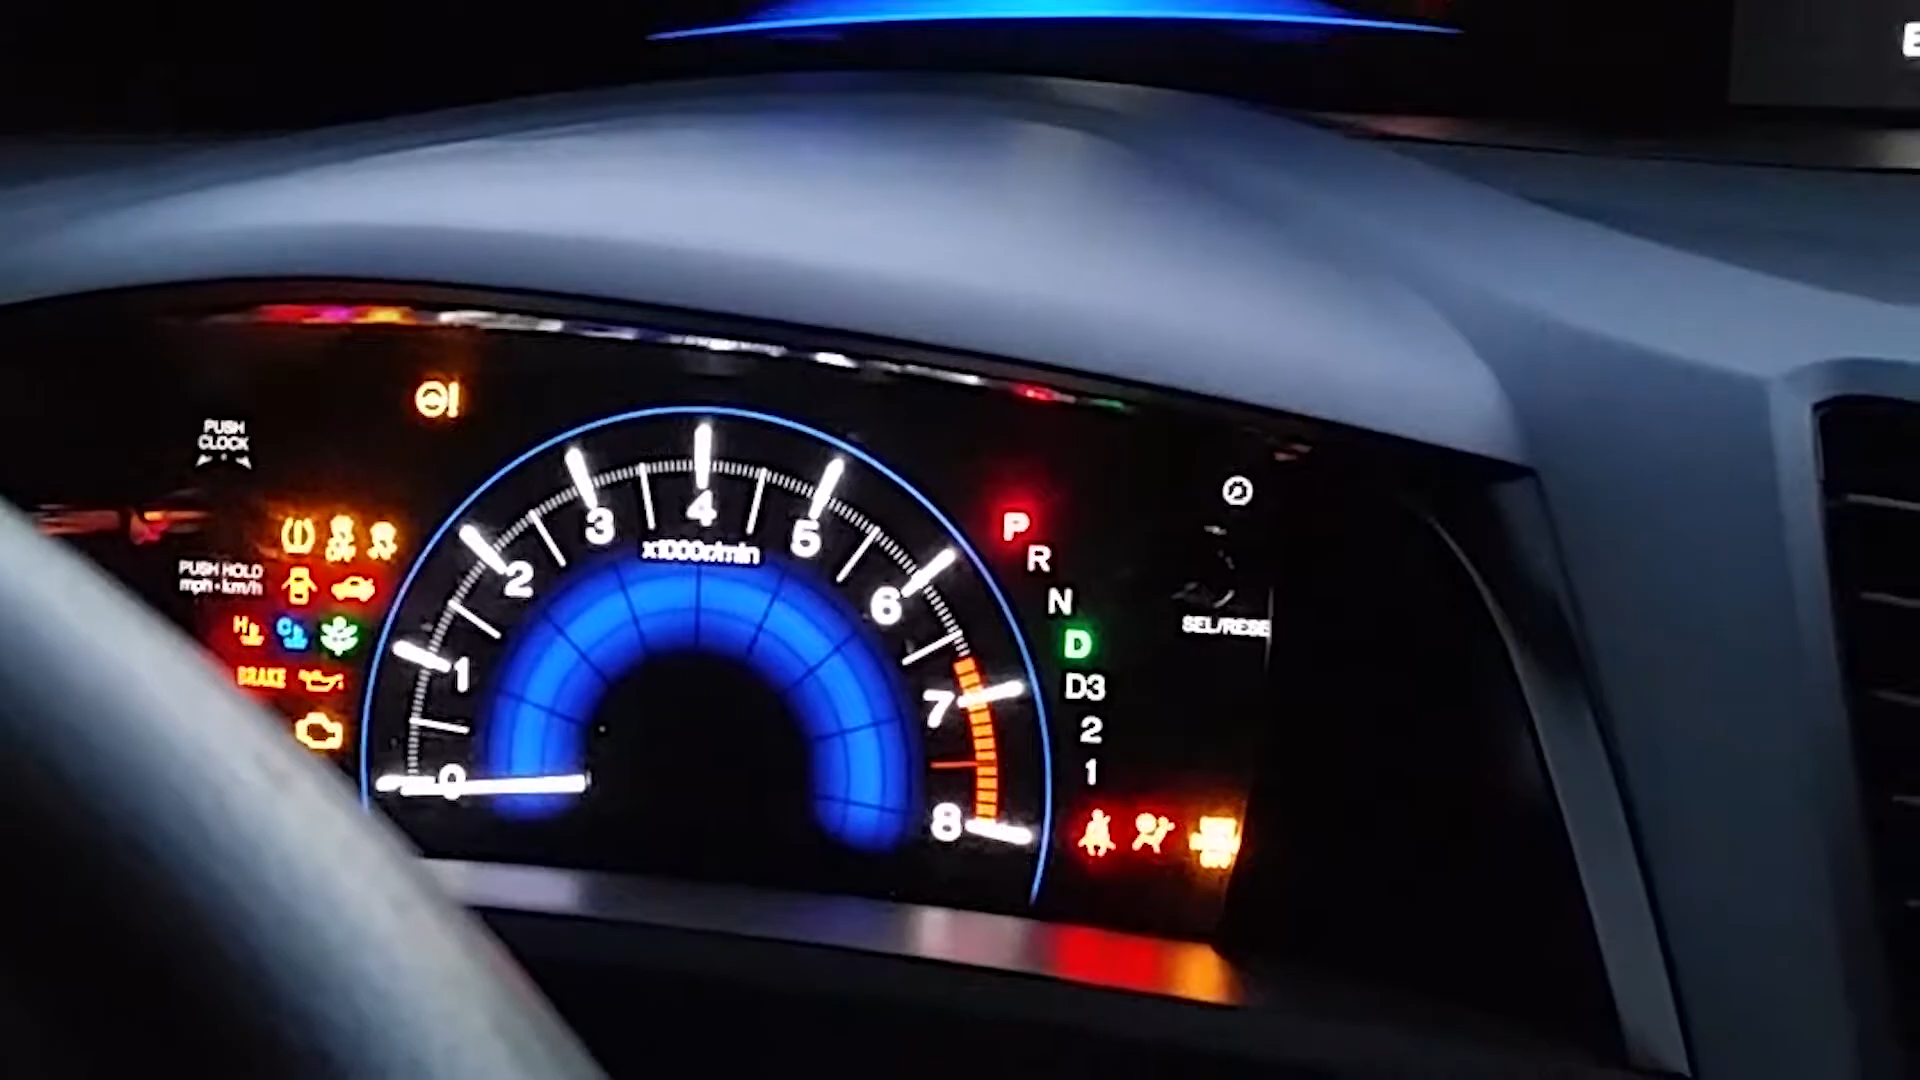 E
PUSH
CLOCK
PUSH HOLD
mph·km/h
H
C
BRAKE
0
1
2
3
4
5
6
7
8
x1000r/min
P
R
N
D
D3
2
1
SEL/RESE